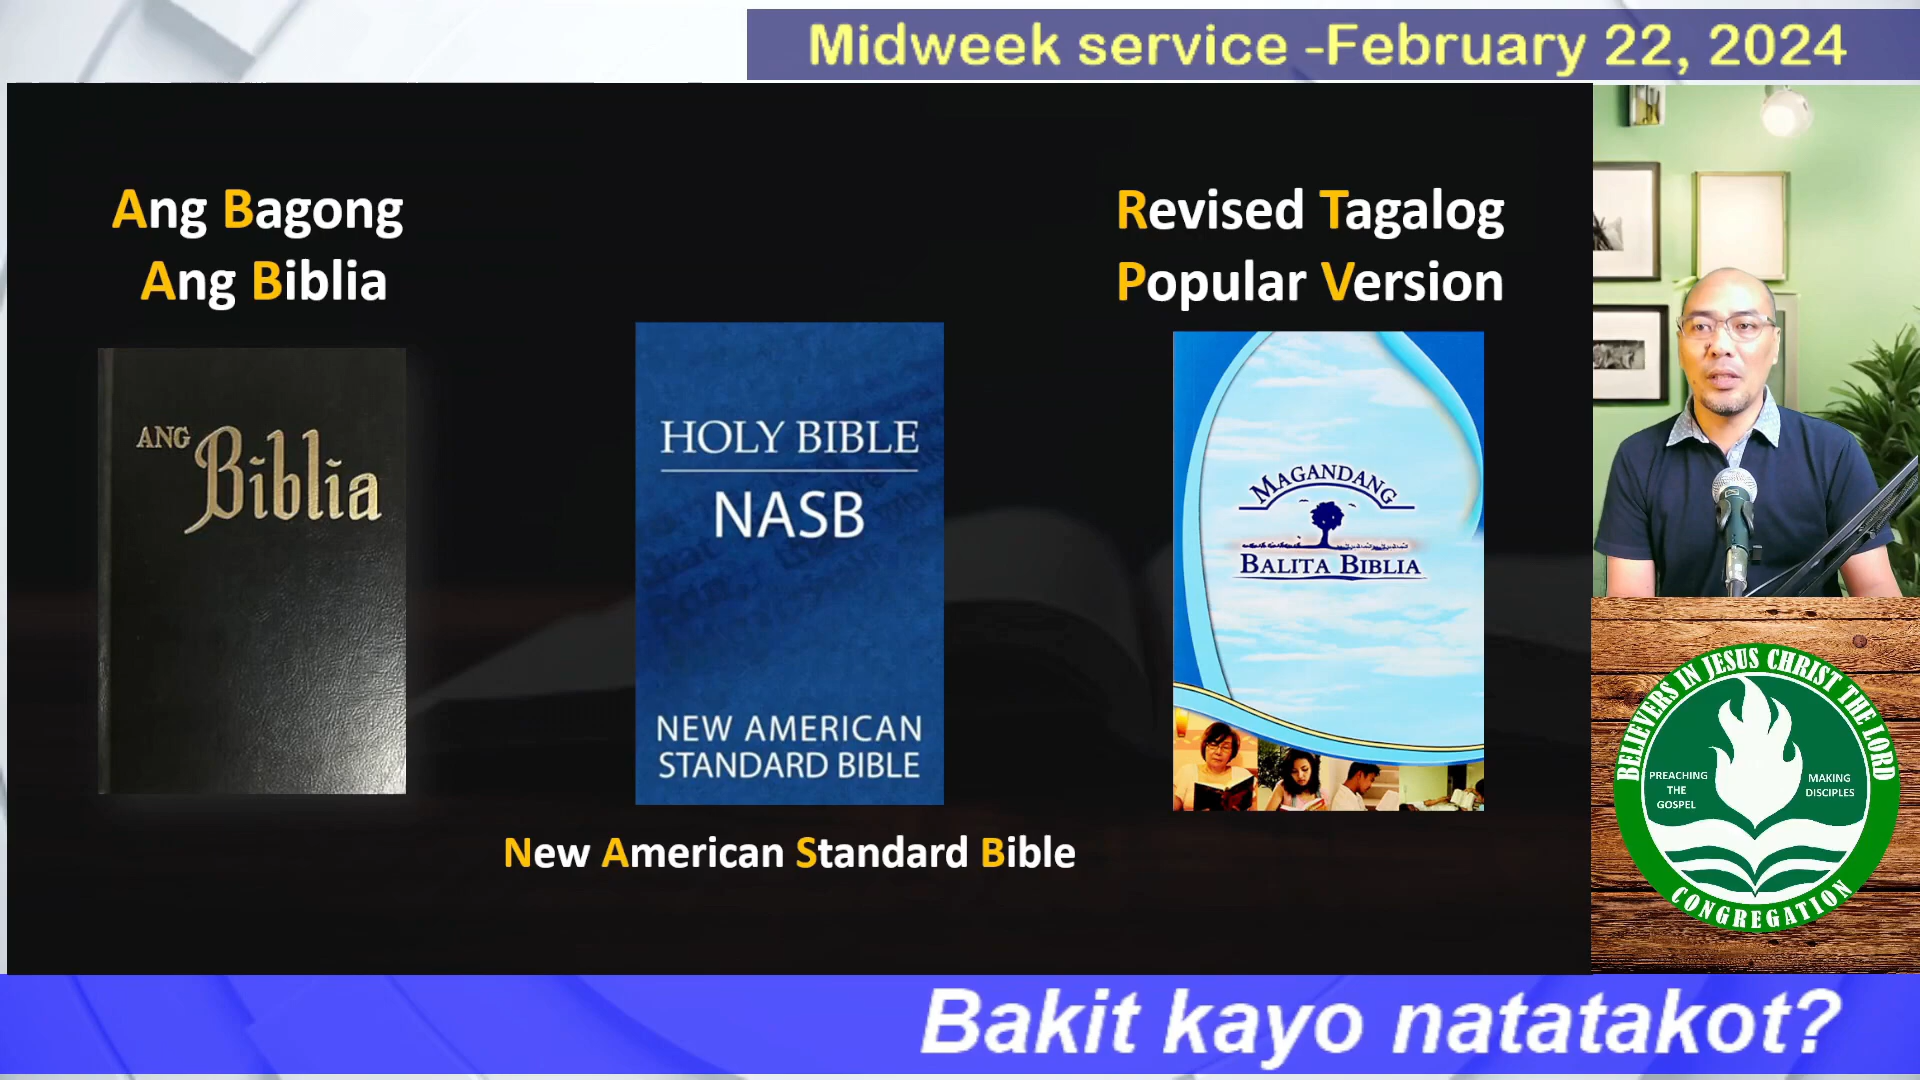 Midweek service -February 22, 2024
Ang Bagong
Ang Biblia
Revised Tagalog
Popular Version
ANG
Biblia
HOLY BIBLE
NASB
NEW AMERICAN
STANDARD BIBLE
MAGANDANG
BALITA BIBLIA
New American Standard Bible
BELIEVERS IN JESUS CHRIST THE LORD
PREACHING
THE
GOSPEL
MAKING
DISCIPLES
CONGREGATION
Bakit kayo natatakot?